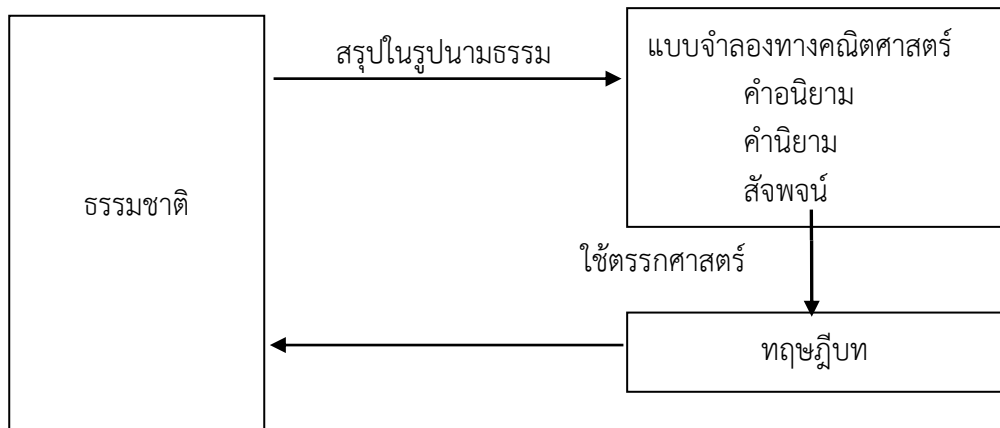 สรุปในรูปนามธรรม
แบบจำลองทางคณิตศาสตร์
คำอนิยาม
คำนิยาม
สัจพจน์
ธรรมชาติ
ใช้ตรรกศาสตร์
ทฤษฎีบท